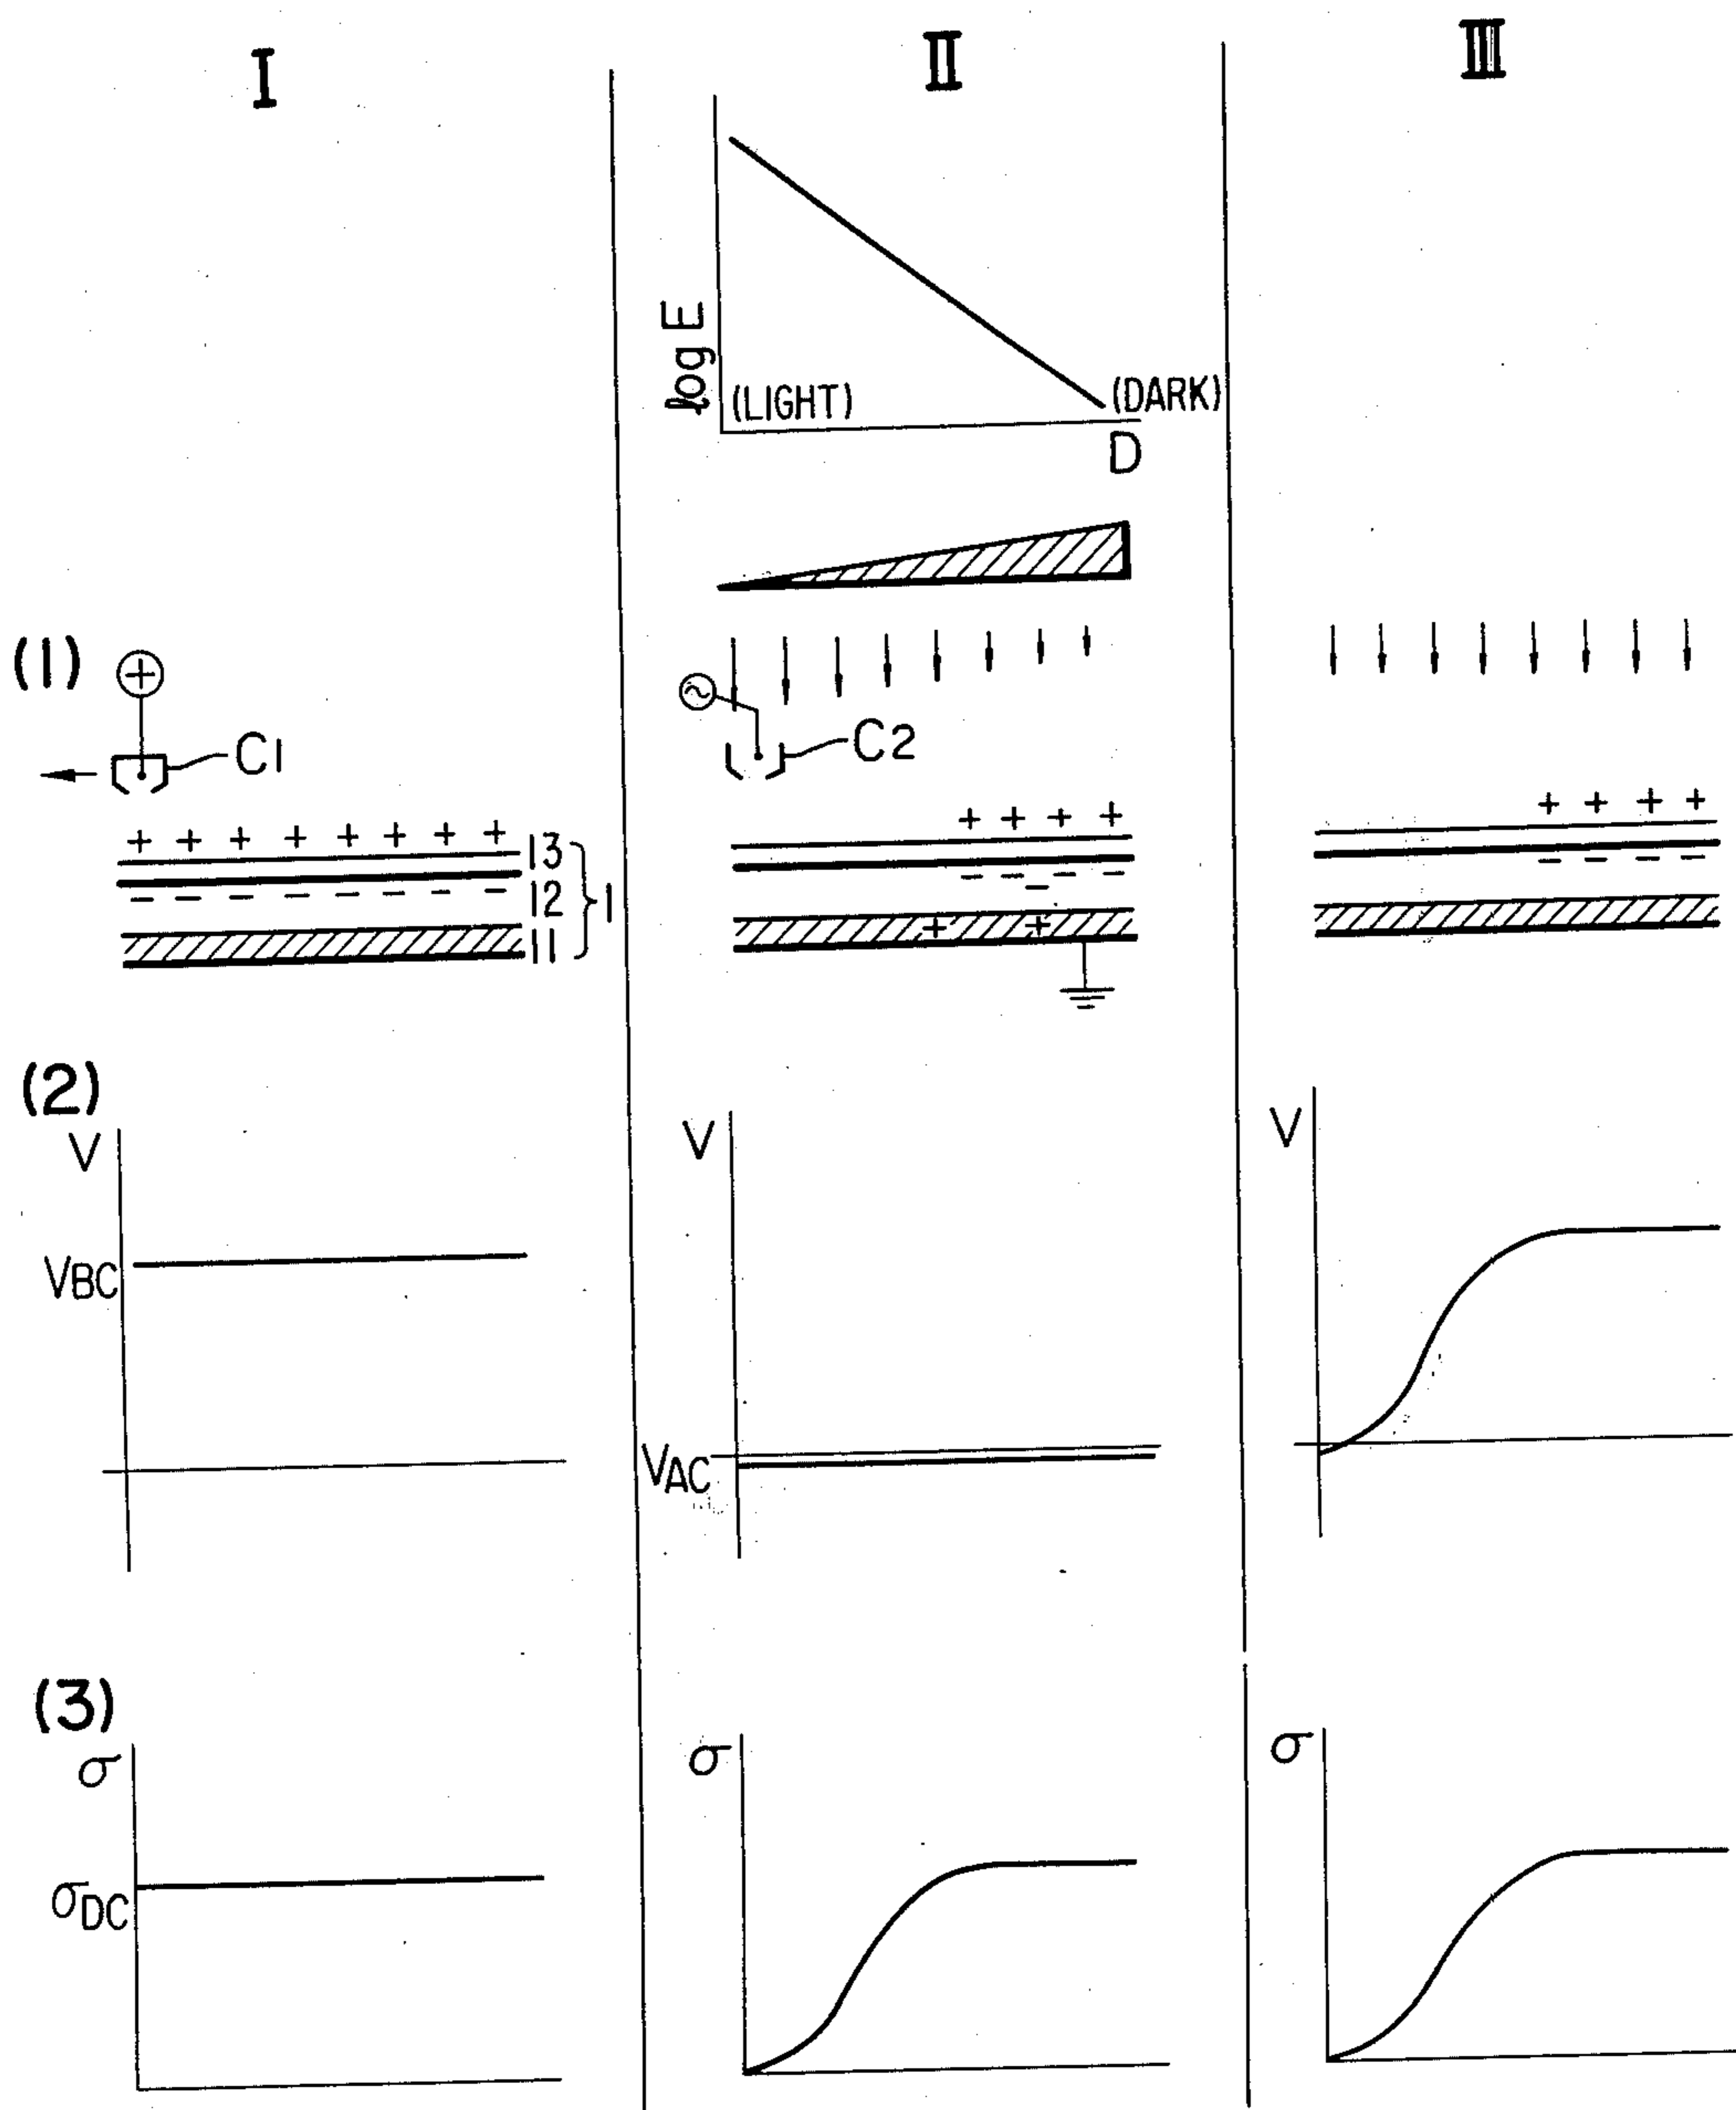 I
II
III
log E
(LIGHT)
(DARK)
D
(1)
+
C1
~
C2
+ + + + + + + +
13
12
11
1
− − − − − − − −
+ + + +
− − − − −
+ +
+ + + +
− − − −
(2)
V
VBC
V
VAC
V
(3)
σ
σDC
σ
σ